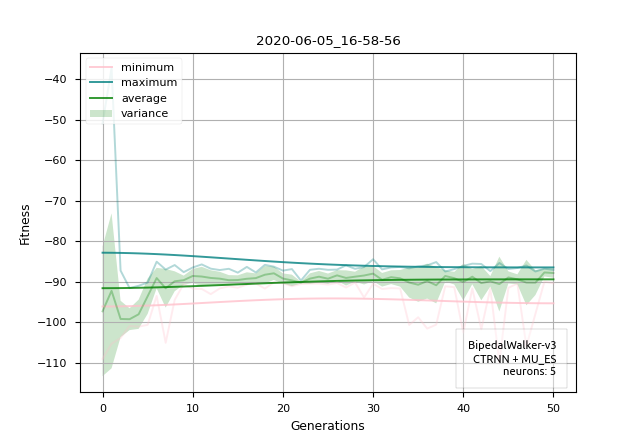 2020-06-05_16-58-56
minimum
maximum
average
variance
−40
−50
−60
−70
−80
−90
−100
−110
Fitness
0
10
20
30
40
50
Generations
BipedalWalker-v3
CTRNN + MU_ES
neurons: 5